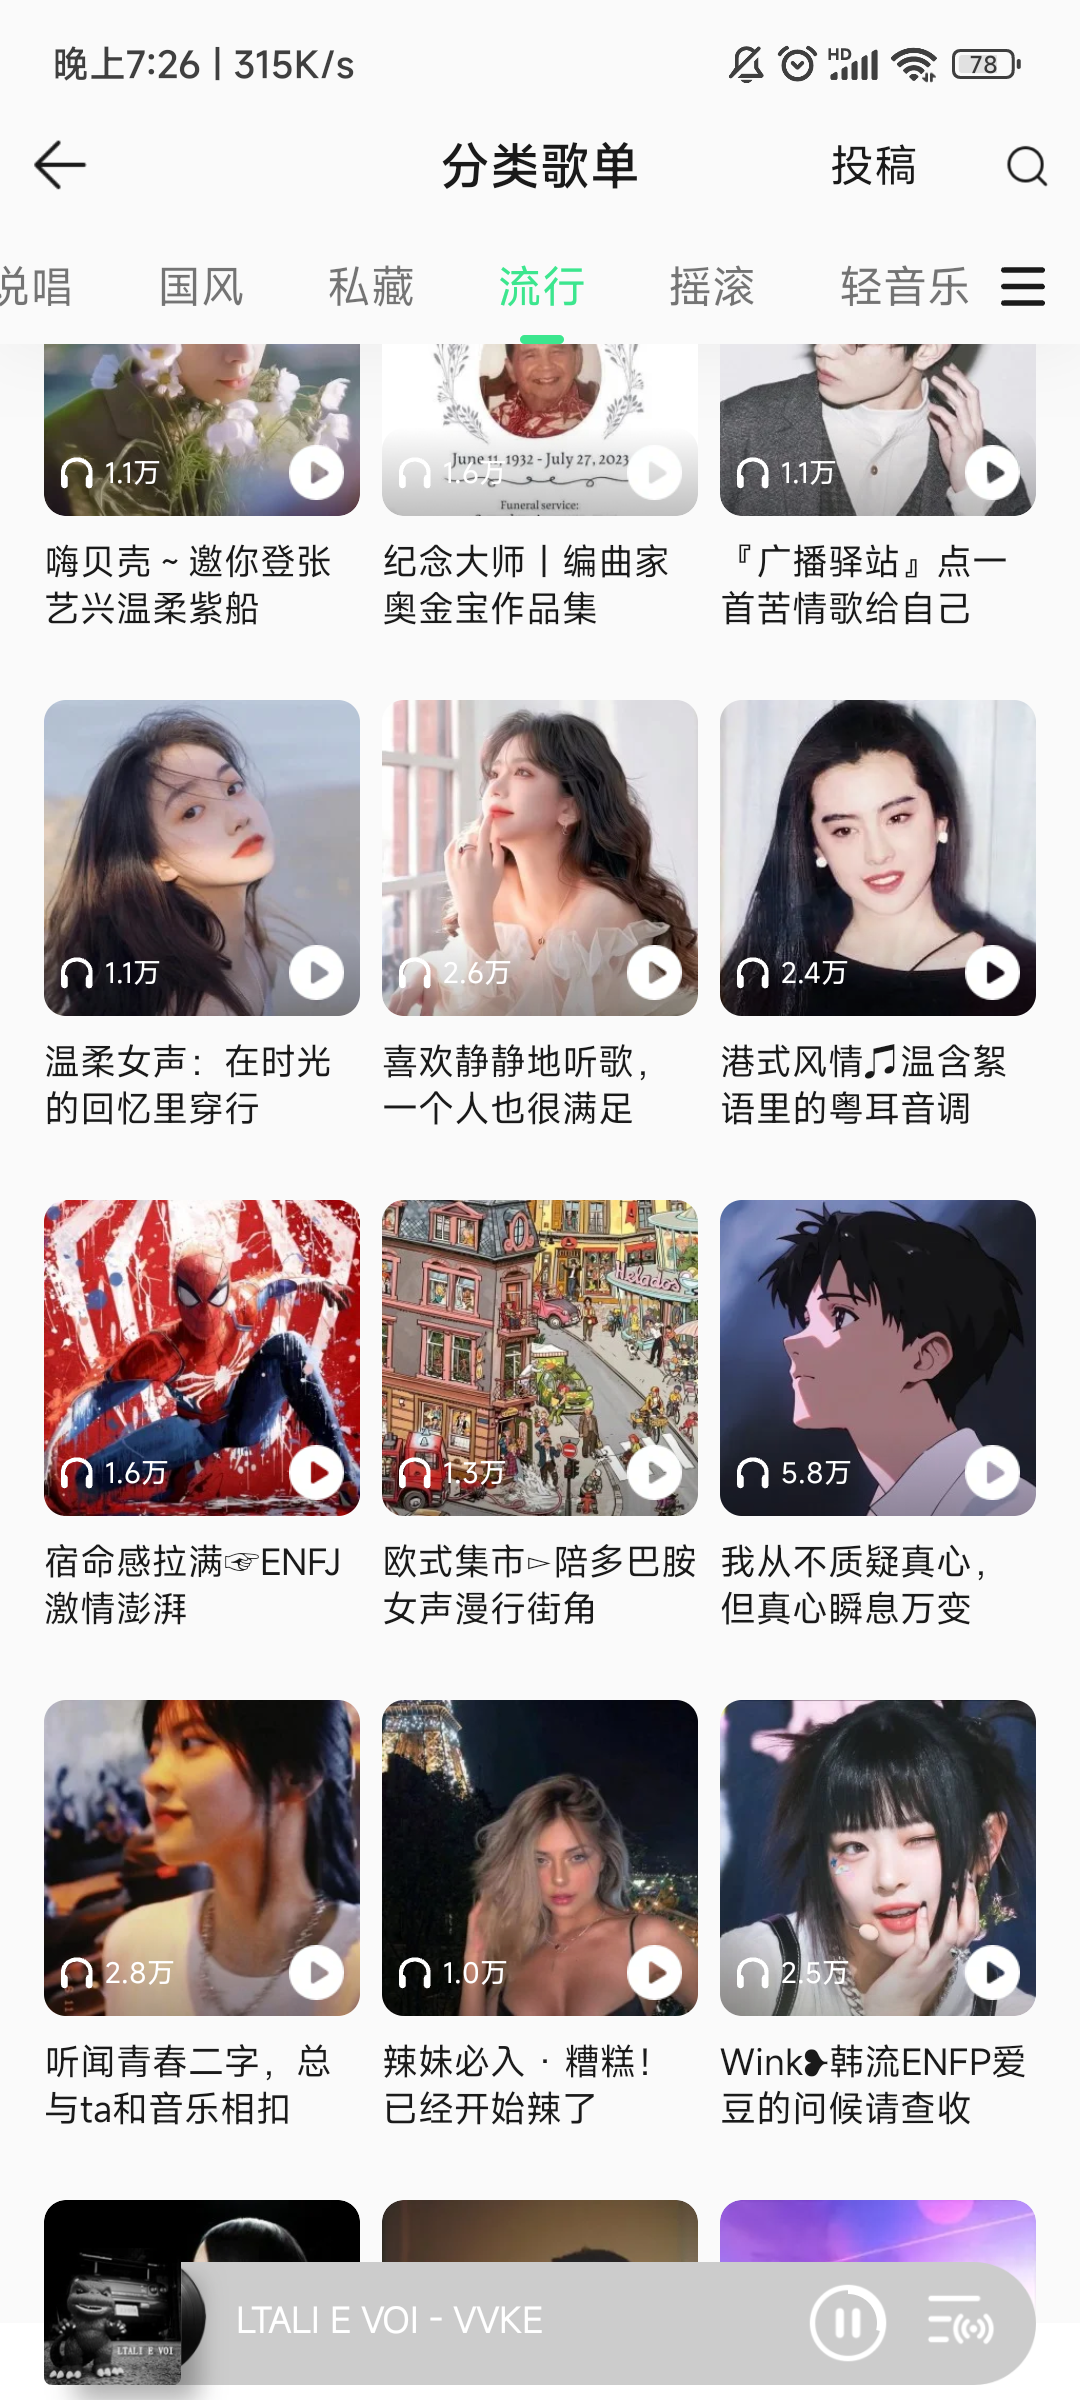 晚上7:26 | 315K/s
HD
78
分类歌单
投稿
说唱
国风
私藏
流行
摇滚
轻音乐
June 11, 1932 - July 27, 2023
Funeral service:
1.1万
1.6万
1.1万
嗨贝壳 ~ 邀你登张
艺兴温柔紫船
纪念大师丨编曲家
奥金宝作品集
『广播驿站』点一
首苦情歌给自己
1.1万
2.6万
2.4万
温柔女声：在时光
的回忆里穿行
喜欢静静地听歌，
一个人也很满足
港式风情🎵温含絮
语里的粤耳音调
Helados
1.6万
1.3万
5.8万
宿命感拉满☞ENFJ
激情澎湃
欧式集市▻陪多巴胺
女声漫行街角
我从不质疑真心，
但真心瞬息万变
2.8万
1.0万
2.5万
听闻青春二字，总
与ta和音乐相扣
辣妹必入 · 糟糕！
已经开始辣了
Wink❥韩流ENFP爱
豆的问候请查收
LTALI E VOI
LTALI E VOI - VVKE